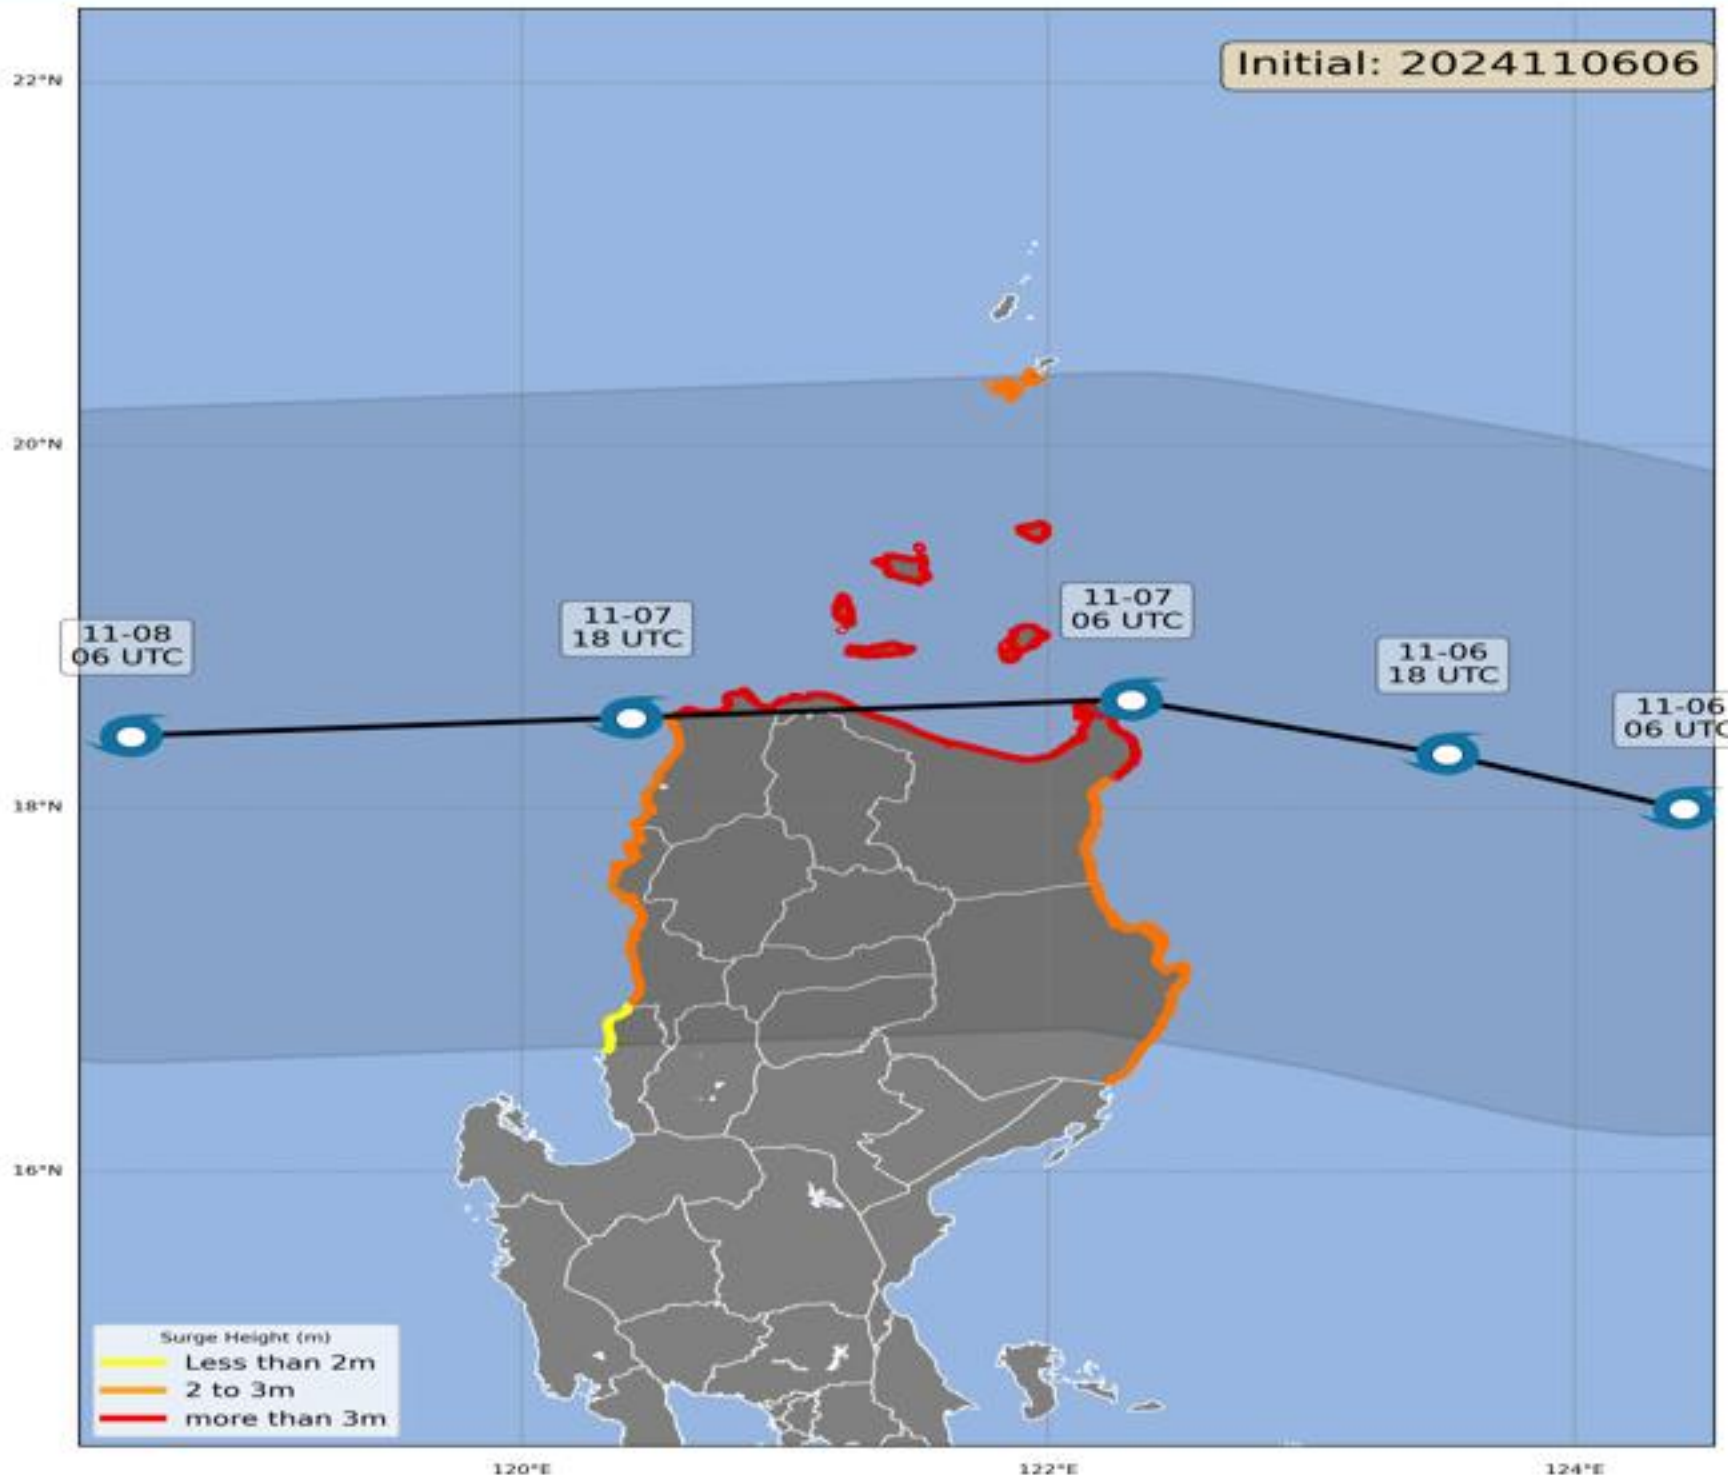 Initial: 2024110606
22°N
20°N
18°N
16°N
11-08
06 UTC
11-07
18 UTC
11-07
06 UTC
11-06
18 UTC
11-06
06 UTC
Surge Height (m)
Less than 2m
2 to 3m
more than 3m
120°E
122°E
124°E